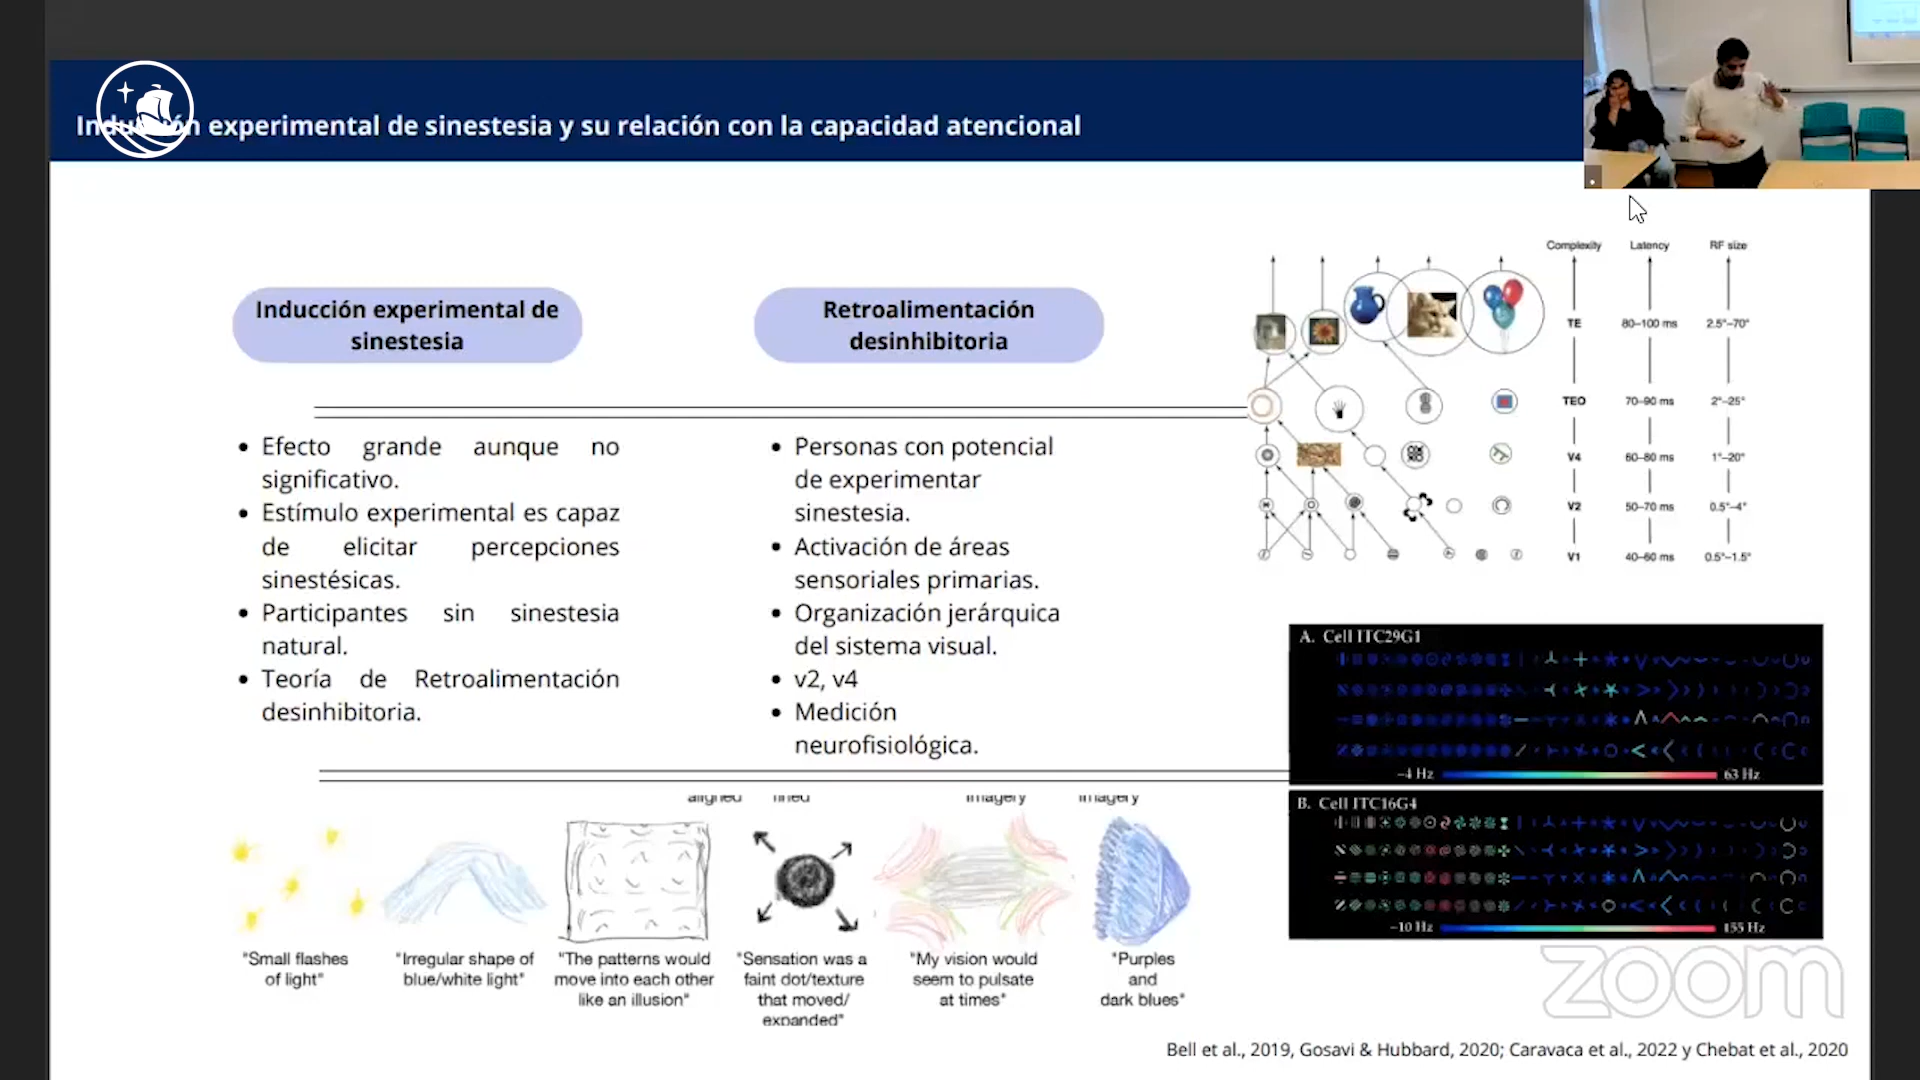 Inducción experimental de sinestesia y su relación con la capacidad atencional
Inducción experimental de
sinestesia
Retroalimentación
desinhibitoria
Efecto grande aunque no
significativo.
Estímulo experimental es capaz
de elicitar percepciones
sinestésicas.
Participantes sin sinestesia
natural.
Teoría de Retroalimentación
desinhibitoria.
Personas con potencial
de experimentar
sinestesia.
Activación de áreas
sensoriales primarias.
Organización jerárquica
del sistema visual.
v2, v4
Medición
neurofisiológica.
Complexity Latency RF size
TE 80–100 ms 2.5°–70°
TEO 70–90 ms 2°–25°
V4 60–80 ms 1°–20°
V2 50–70 ms 0.5°–4°
V1 40–60 ms 0.5°–1.5°
A. Cell ITC29G1
−4 Hz 63 Hz
B. Cell ITC16G4
−10 Hz 155 Hz
aligned lined imagery imagery
"Small flashes
of light"
"Irregular shape of
blue/white light"
"The patterns would
move into each other
like an illusion"
"Sensation was a
faint dot/texture
that moved/
expanded"
"My vision would
seem to pulsate
at times"
"Purples
and
dark blues"
zoom
Bell et al., 2019, Gosavi & Hubbard, 2020; Caravaca et al., 2022 y Chebat et al., 2020